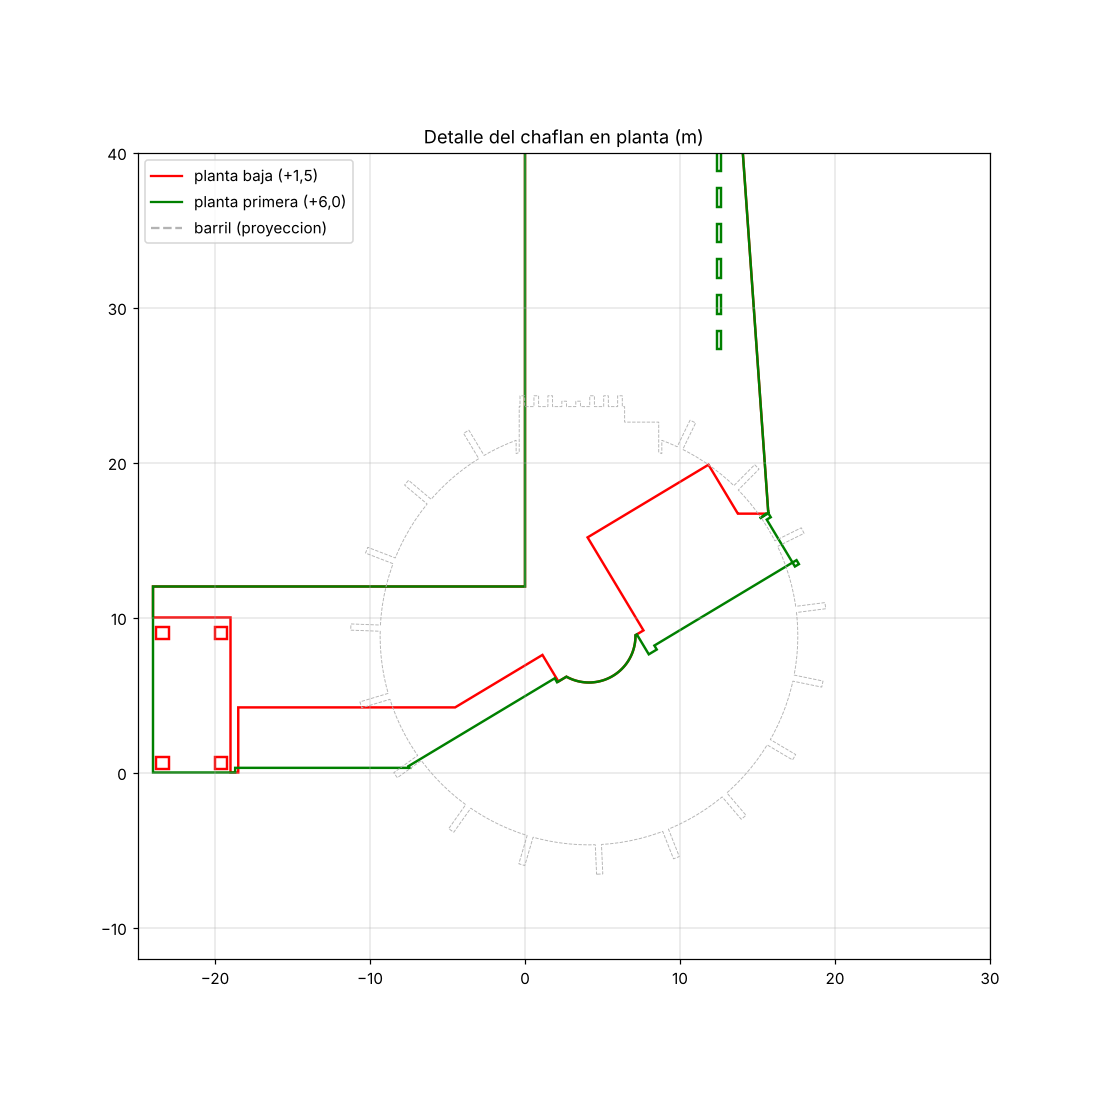 Detalle del chaflan en planta (m)
40
planta baja (+1,5)
planta primera (+6,0)
barril (proyeccion)
30
20
10
0
−10
−20 −10 0 10 20 30